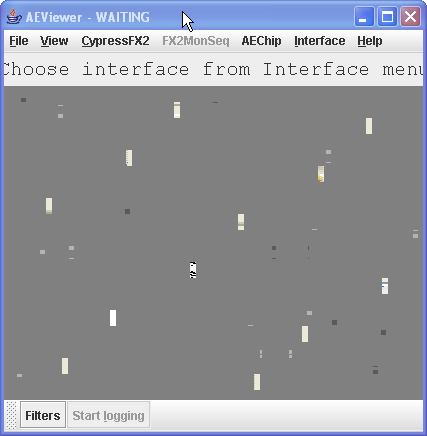 AEViewer - WAITING
File View CypressFX2 FX2MonSeq AEChip Interface Help
Choose interface from Interface menu
Filters Start logging